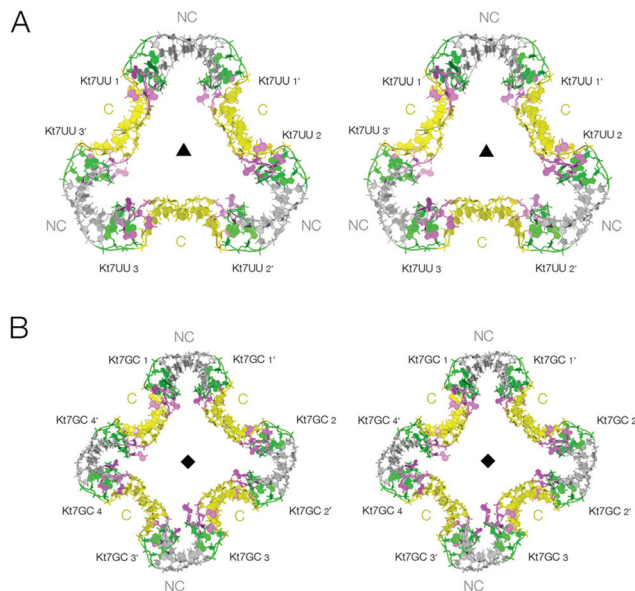 A
NC
NC
Kt7UU 1
Kt7UU 1'
Kt7UU 1
Kt7UU 1'
C
C
C
C
Kt7UU 3'
Kt7UU 2
Kt7UU 3'
Kt7UU 2
NC
NC
NC
NC
C
C
Kt7UU 3
Kt7UU 2'
Kt7UU 3
Kt7UU 2'
B
NC
NC
Kt7GC 1
Kt7GC 1'
Kt7GC 1
Kt7GC 1'
C
C
C
C
Kt7GC 4'
Kt7GC 2
Kt7GC 4'
Kt7GC 2
Kt7GC 4
Kt7GC 2'
Kt7GC 4
Kt7GC 2'
C
C
C
C
Kt7GC 3'
Kt7GC 3
Kt7GC 3'
Kt7GC 3
NC
NC